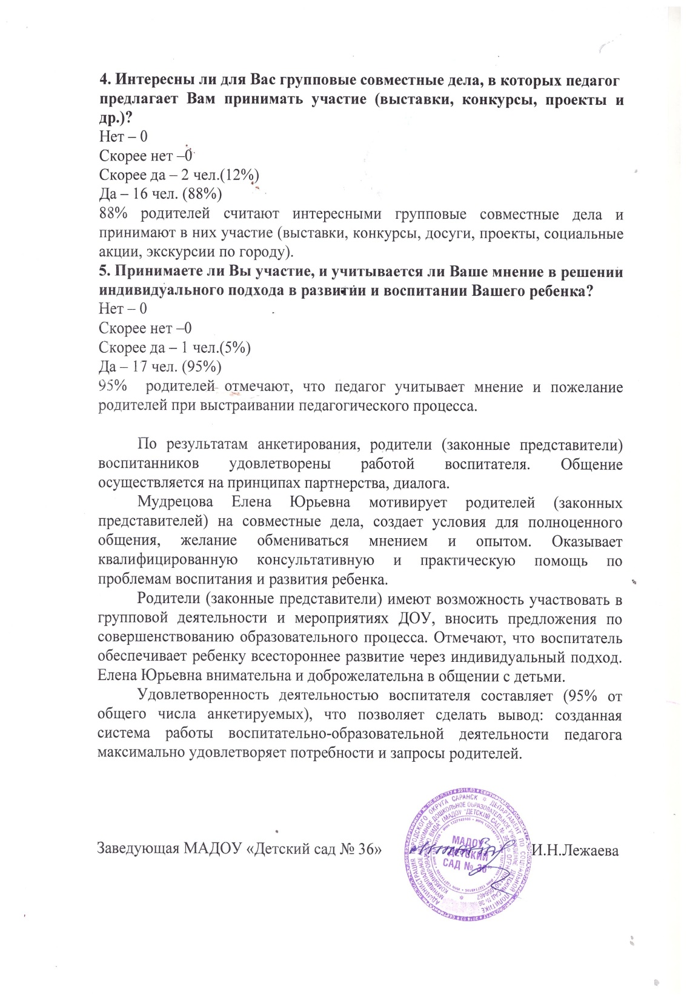 4. Интересны ли для Вас групповые совместные дела, в которых педагог
предлагает Вам принимать участие (выставки, конкурсы, проекты и
др.)?
Нет – 0
Скорее нет –0
Скорее да – 2 чел.(12%)
Да – 16 чел. (88%)
88% родителей считают интересными групповые совместные дела и
принимают в них участие (выставки, конкурсы, досуги, проекты, социальные
акции, экскурсии по городу).
5. Принимаете ли Вы участие, и учитывается ли Ваше мнение в решении
индивидуального подхода в развитии и воспитании Вашего ребенка?
Нет – 0
Скорее нет –0
Скорее да – 1 чел.(5%)
Да – 17 чел. (95%)
95% родителей отмечают, что педагог учитывает мнение и пожелание
родителей при выстраивании педагогического процесса.
По результатам анкетирования, родители (законные представители)
воспитанников удовлетворены работой воспитателя. Общение
осуществляется на принципах партнерства, диалога.
Мудрецова Елена Юрьевна мотивирует родителей (законных
представителей) на совместные дела, создает условия для полноценного
общения, желание обмениваться мнением и опытом. Оказывает
квалифицированную консультативную и практическую помощь по
проблемам воспитания и развития ребенка.
Родители (законные представители) имеют возможность участвовать в
групповой деятельности и мероприятиях ДОУ, вносить предложения по
совершенствованию образовательного процесса. Отмечают, что воспитатель
обеспечивает ребенку всестороннее развитие через индивидуальный подход.
Елена Юрьевна внимательна и доброжелательна в общении с детьми.
Удовлетворенность деятельностью воспитателя составляет (95% от
общего числа анкетируемых), что позволяет сделать вывод: созданная
система работы воспитательно-образовательной деятельности педагога
максимально удовлетворяет потребности и запросы родителей.
Заведующая МАДОУ «Детский сад № 36» И.Н.Лежаева
МАДОУ
"ДЕТСКИЙ
САД № 36"